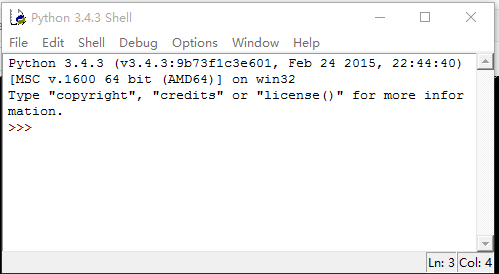 Python 3.4.3 Shell
File Edit Shell Debug Options Window Help
Python 3.4.3 (v3.4.3:9b73f1c3e601, Feb 24 2015, 22:44:40)
[MSC v.1600 64 bit (AMD64)] on win32
Type "copyright", "credits" or "license()" for more infor
mation.
>>>
Ln: 3 Col: 4